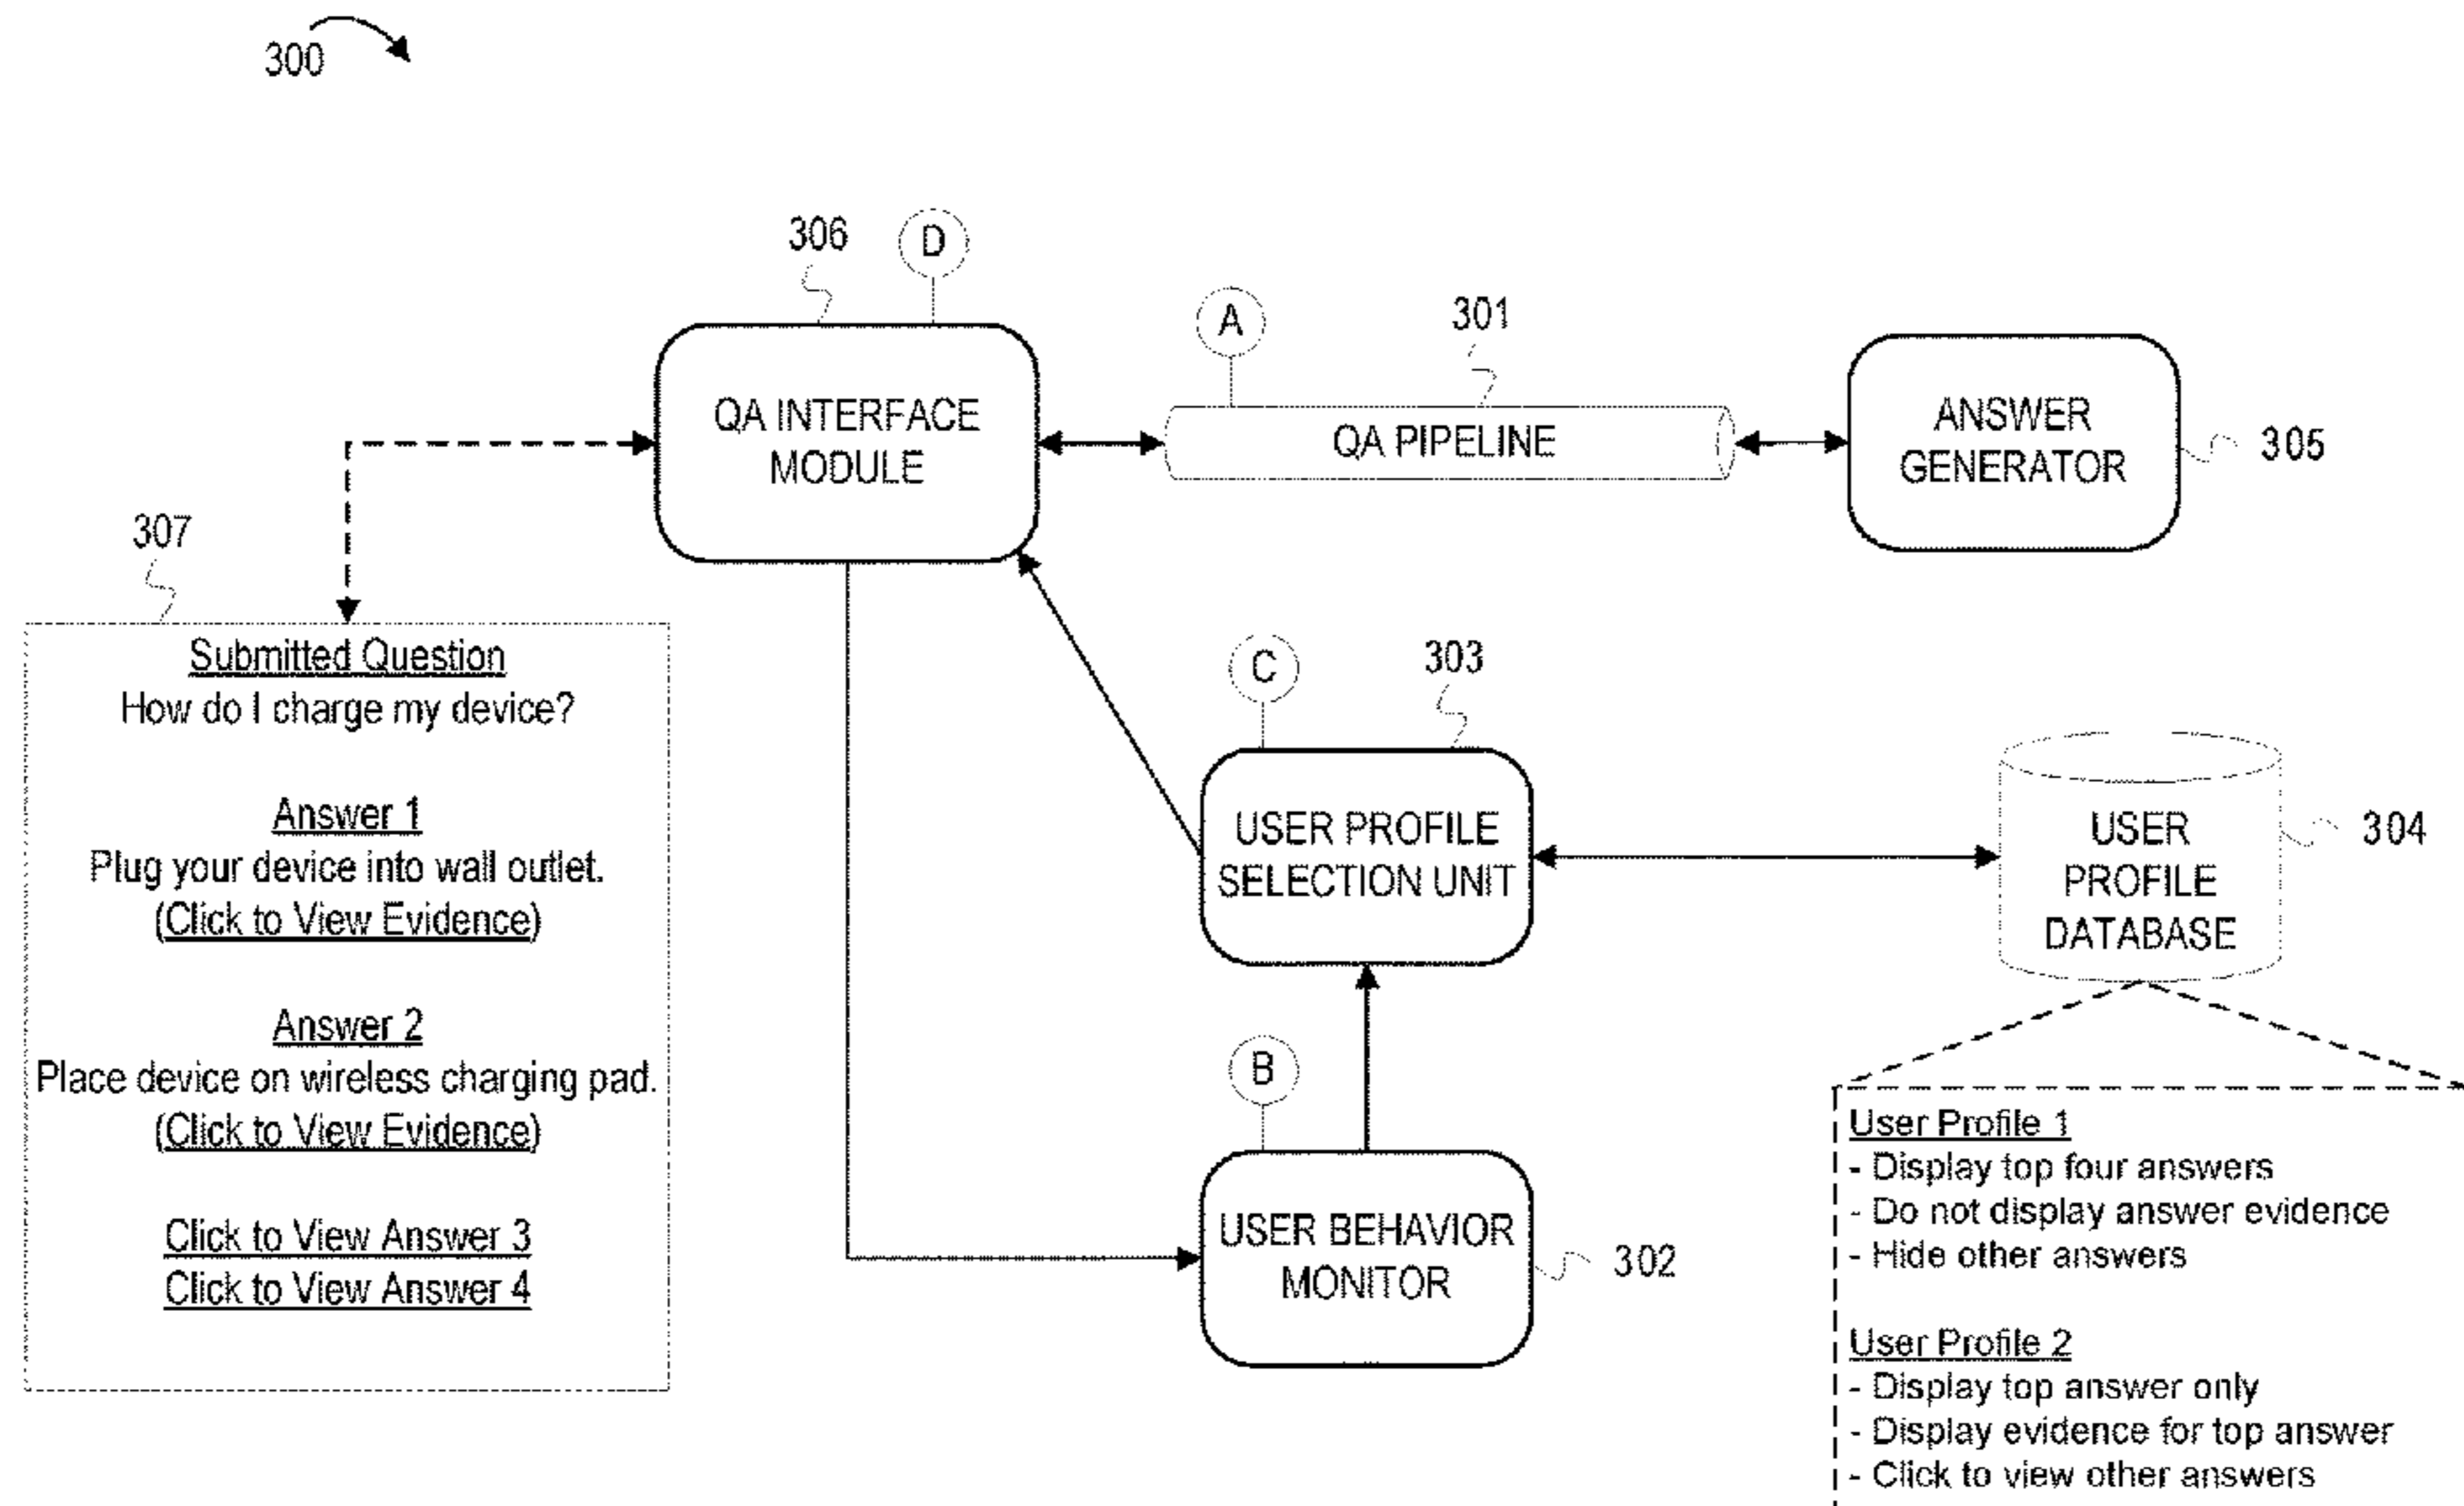 300
306
D
A
301
QA INTERFACE
MODULE
QA PIPELINE
ANSWER
GENERATOR
305
307
Submitted Question
How do I charge my device?
Answer 1
Plug your device into wall outlet.
(Click to View Evidence)
Answer 2
Place device on wireless charging pad.
(Click to View Evidence)
Click to View Answer 3
Click to View Answer 4
C
303
USER PROFILE
SELECTION UNIT
USER
PROFILE
DATABASE
304
B
USER BEHAVIOR
MONITOR
302
User Profile 1
- Display top four answers
- Do not display answer evidence
- Hide other answers
User Profile 2
- Display top answer only
- Display evidence for top answer
- Click to view other answers